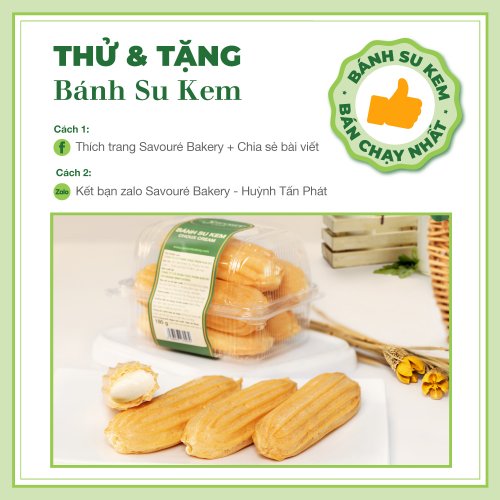 THỬ & TẶNG
Bánh Su Kem
BÁNH SU KEM
BÁN CHẠY NHẤT
Cách 1:
f Thích trang Savouré Bakery + Chia sẻ bài viết
Cách 2:
Zalo Kết bạn zalo Savouré Bakery - Huỳnh Tấn Phát
BÁNH SU KEM
CHOUX CREAM
180 g